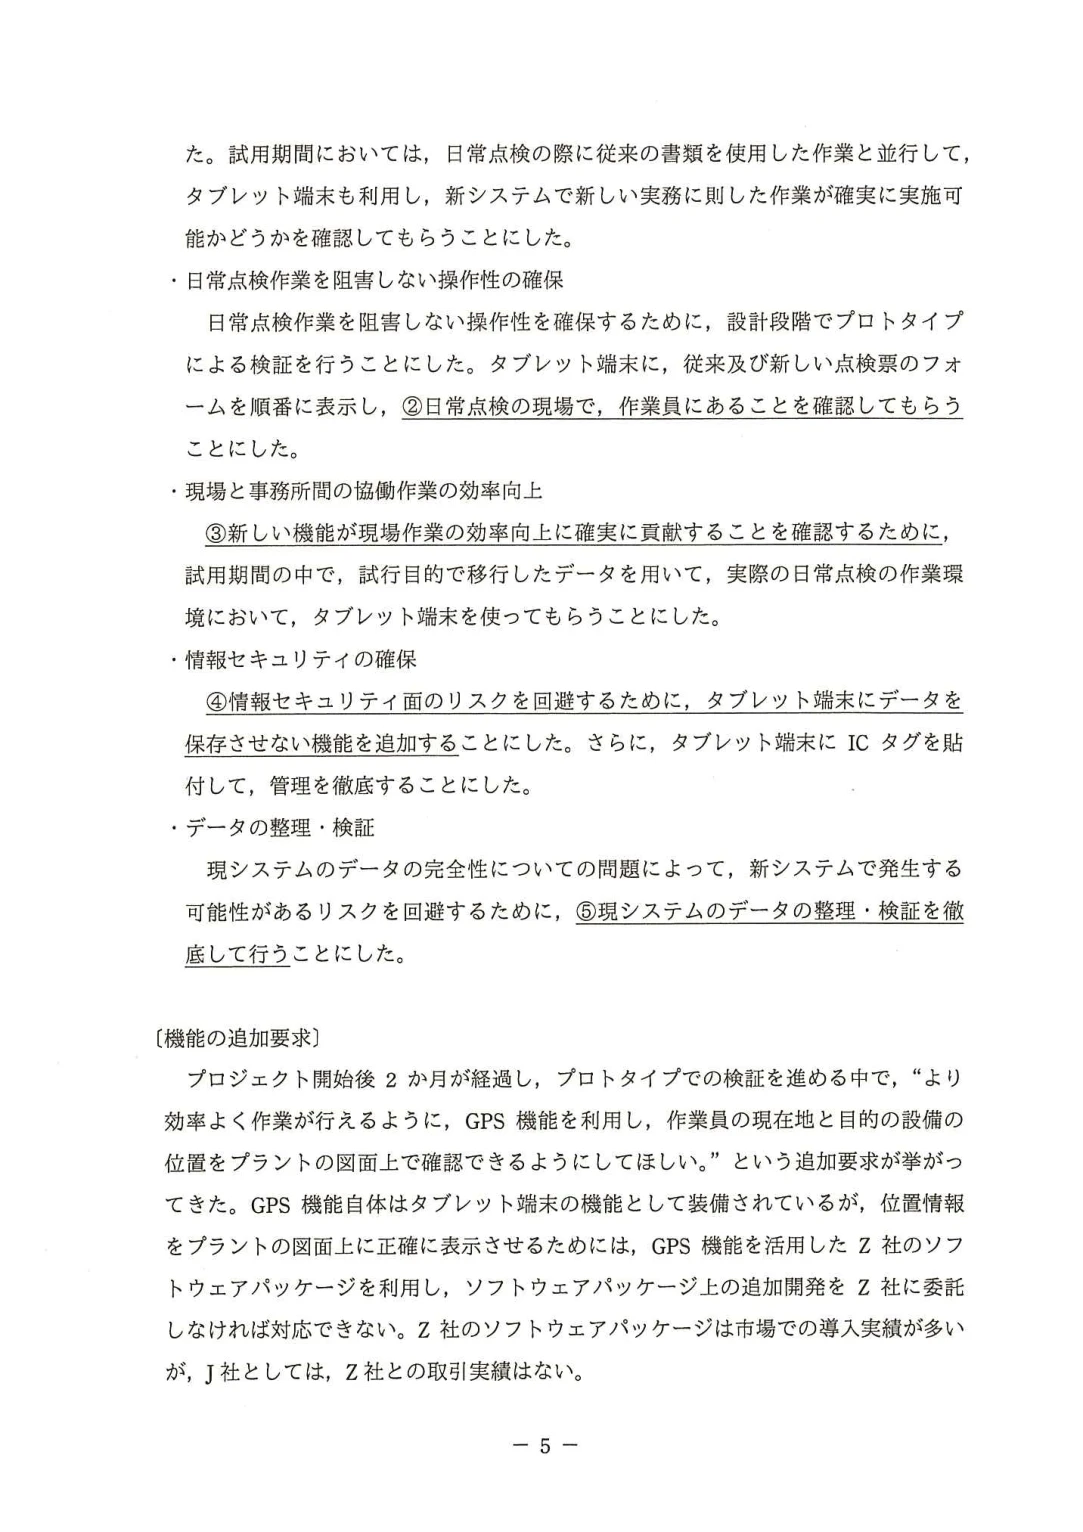 た。試用期間においては，日常点検の際に従来の書類を使用した作業と並行して，
タブレット端末も利用し，新システムで新しい実務に則した作業が確実に実施可
能かどうかを確認してもらうことにした。
・日常点検作業を阻害しない操作性の確保
日常点検作業を阻害しない操作性を確保するために，設計段階でプロトタイプ
による検証を行うことにした。タブレット端末に，従来及び新しい点検票のフォ
ームを順番に表示し，②日常点検の現場で，作業員にあることを確認してもらう
ことにした。
・現場と事務所間の協働作業の効率向上
③新しい機能が現場作業の効率向上に確実に貢献することを確認するために，
試用期間の中で，試行目的で移行したデータを用いて，実際の日常点検の作業環
境において，タブレット端末を使ってもらうことにした。
・情報セキュリティの確保
④情報セキュリティ面のリスクを回避するために，タブレット端末にデータを
保存させない機能を追加することにした。さらに，タブレット端末に IC タグを貼
付して，管理を徹底することにした。
・データの整理・検証
現システムのデータの完全性についての問題によって，新システムで発生する
可能性があるリスクを回避するために，⑤現システムのデータの整理・検証を徹
底して行うことにした。
〔機能の追加要求〕
プロジェクト開始後 2 か月が経過し，プロトタイプでの検証を進める中で，“より
効率よく作業が行えるように，GPS 機能を利用し，作業員の現在地と目的の設備の
位置をプラントの図面上で確認できるようにしてほしい。” という追加要求が挙がっ
てきた。GPS 機能自体はタブレット端末の機能として装備されているが，位置情報
をプラントの図面上に正確に表示させるためには，GPS 機能を活用した Z 社のソフ
トウェアパッケージを利用し，ソフトウェアパッケージ上の追加開発を Z 社に委託
しなければ対応できない。Z 社のソフトウェアパッケージは市場での導入実績が多い
が，J 社としては，Z 社との取引実績はない。
－ 5 －